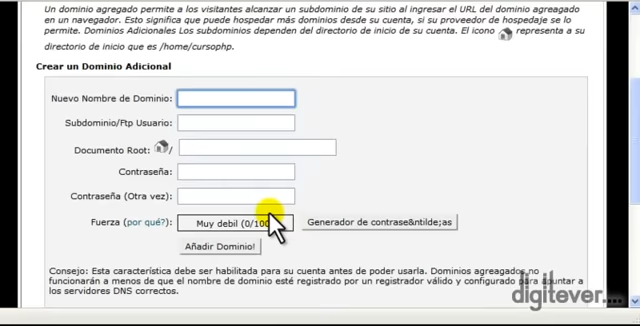 Un dominio agregado permite a los visitantes alcanzar un subdominio de su sitio al ingresar el URL del dominio agreagado
en un navegador. Esto significa que puede hospedar más dominios desde su cuenta, si su proveedor de hospedaje se lo
permite. Dominios Adicionales Los subdominios dependen del directorio de inicio de su cuenta. El icono representa a su
directorio de inicio que es /home/cursophp.
Crear un Dominio Adicional
Nuevo Nombre de Dominio:
Subdominio/Ftp Usuario:
Documento Root: /
Contraseña:
Contraseña (Otra vez):
Fuerza (por qué?): Muy debil (0/100 Generador de contrase&ntilde;as
Añadir Dominio!
Consejo: Esta característica debe ser habilitada para su cuenta antes de poder usarla. Dominios agreagados no
funcionarán a menos de que el nombre de dominio esté registrado por un registrador válido y configurado para apuntar a
los servidores DNS correctos.
digitever....